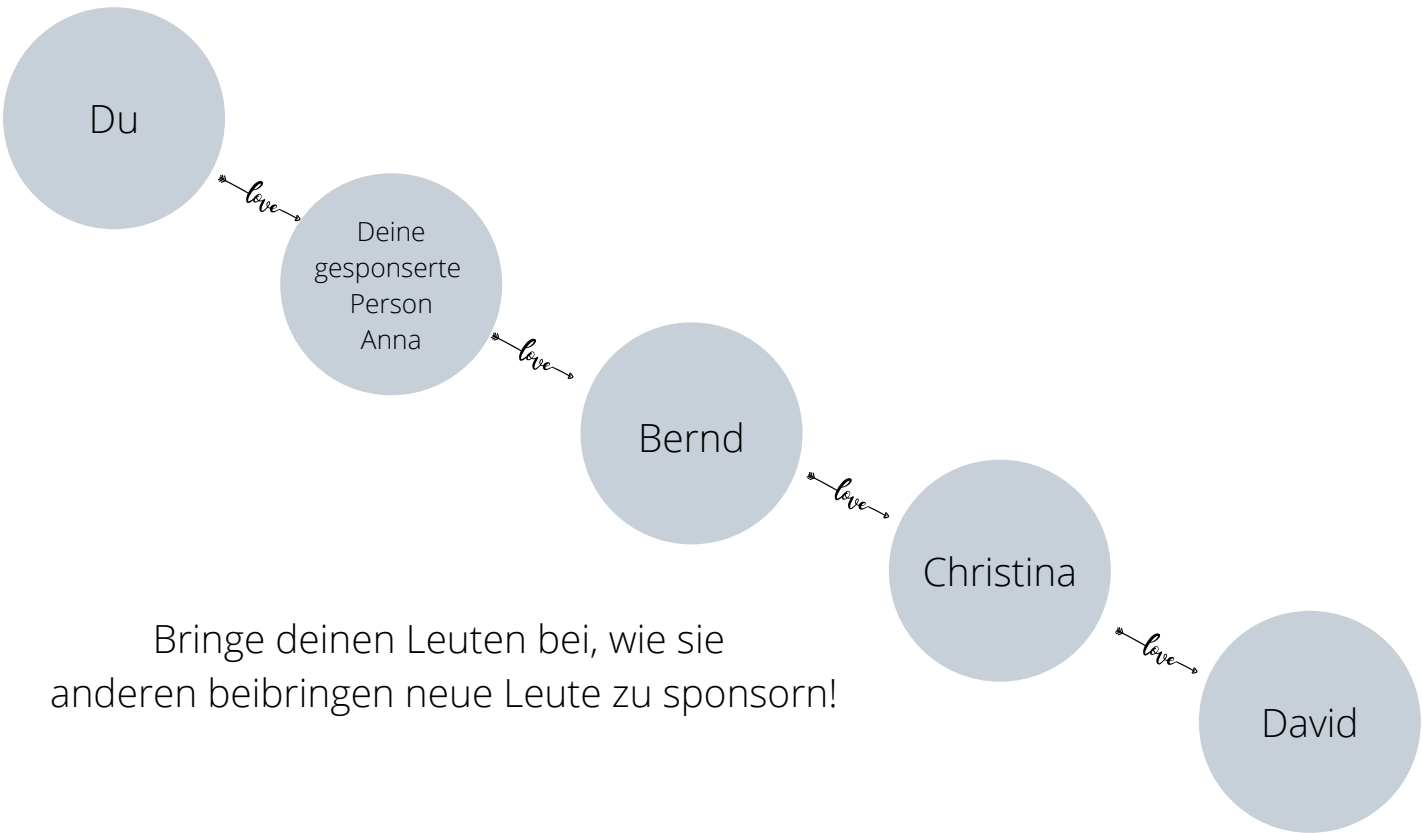 Du
love
Deine
gesponserte
Person
Anna
love
Bernd
love
Christina
love
David
Bringe deinen Leuten bei, wie sie
anderen beibringen neue Leute zu sponsorn!